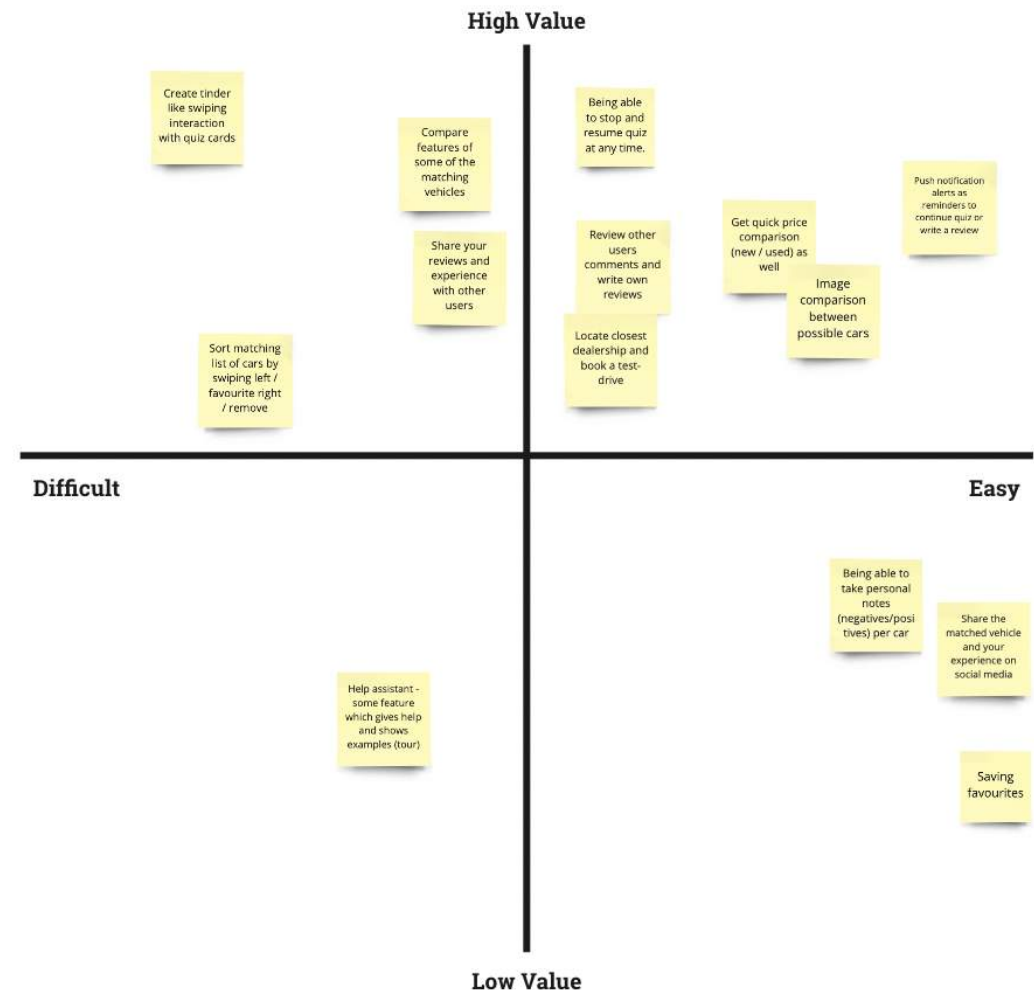 High Value
Create tinder
like swiping
interaction
with quiz cards
Compare
features of
some of the
matching
vehicles
Being able
to stop and
resume quiz
at any time.
Push notification
alerts as
reminders to
continue quiz or
write a review
Share your
reviews and
experience
with other
users
Review other
users
comments and
write own
reviews
Get quick price
comparison
(new / used) as
well
Image
comparison
between
possible cars
Sort matching
list of cars by
swiping left /
favourite right
/ remove
Locate closest
dealership and
book a test-
drive
Difficult
Easy
Being able to
take personal
notes
(negatives/posi
tives) per car
Share the
matched vehicle
and your
experience on
social media
Help assistant -
some feature
which gives help
and shows
examples (tour)
Saving
favourites
Low Value